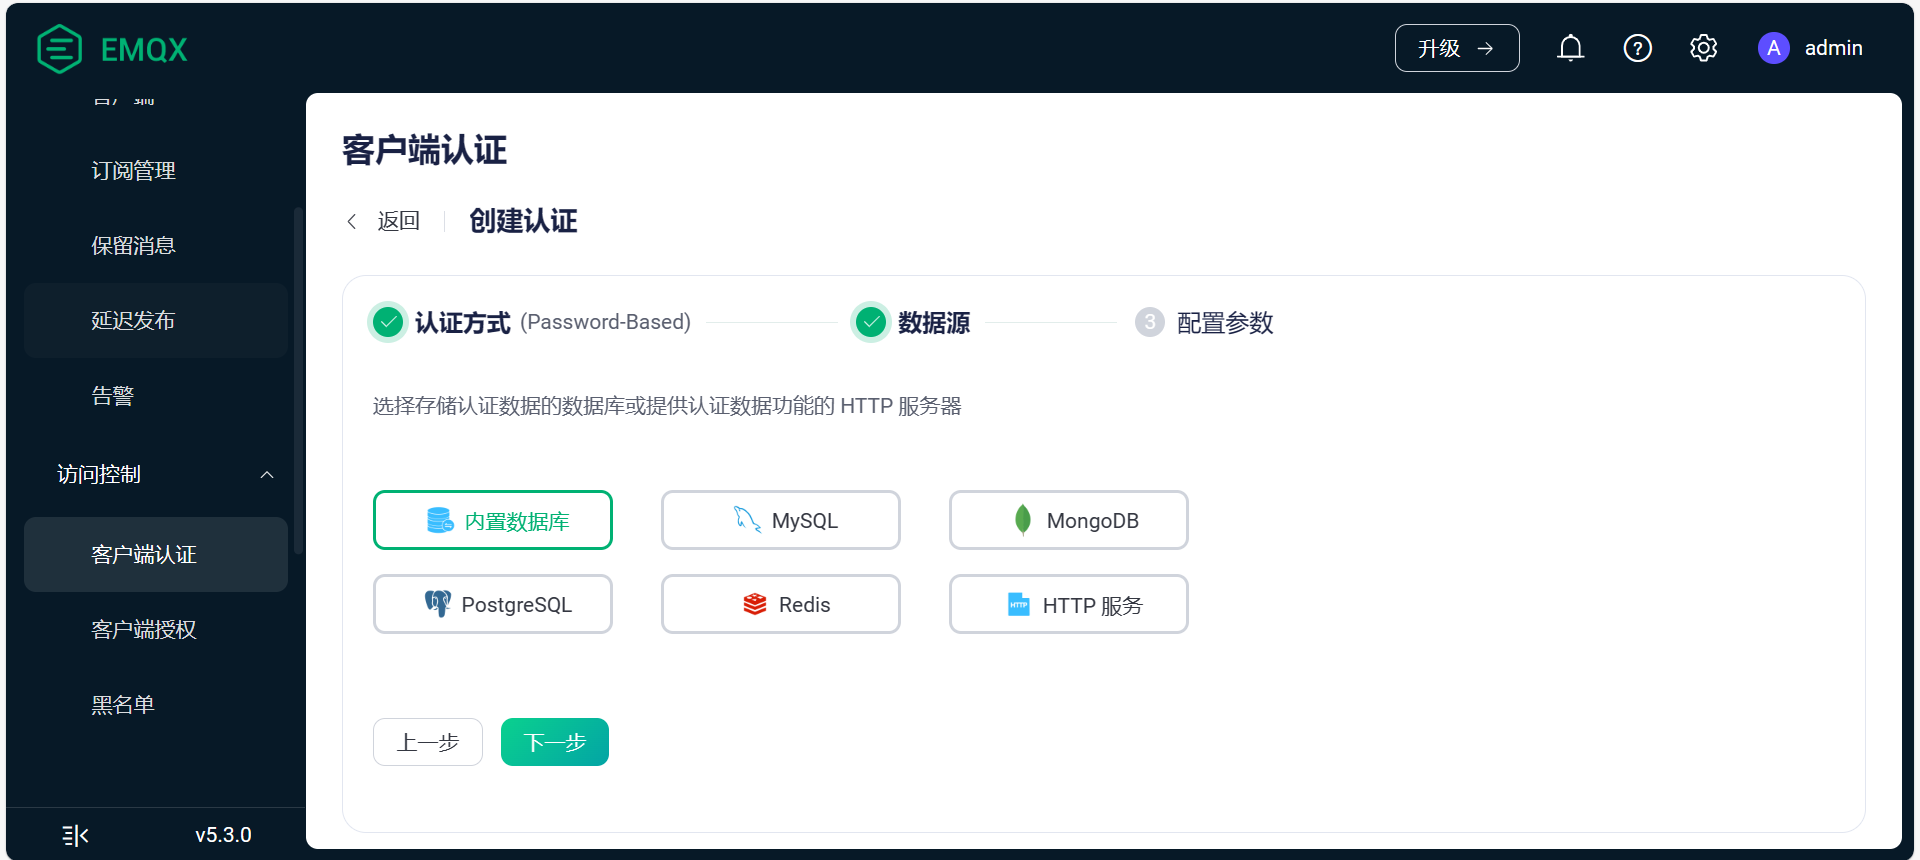 EMQX
升级 →
?
A
admin
客户端
订阅管理
保留消息
延迟发布
告警
访问控制
客户端认证
客户端授权
黑名单
v5.3.0
客户端认证
返回
创建认证
认证方式 (Password-Based)
数据源
3 配置参数
选择存储认证数据的数据库或提供认证数据功能的 HTTP 服务器
内置数据库
MySQL
MongoDB
PostgreSQL
Redis
HTTP HTTP 服务
上一步
下一步